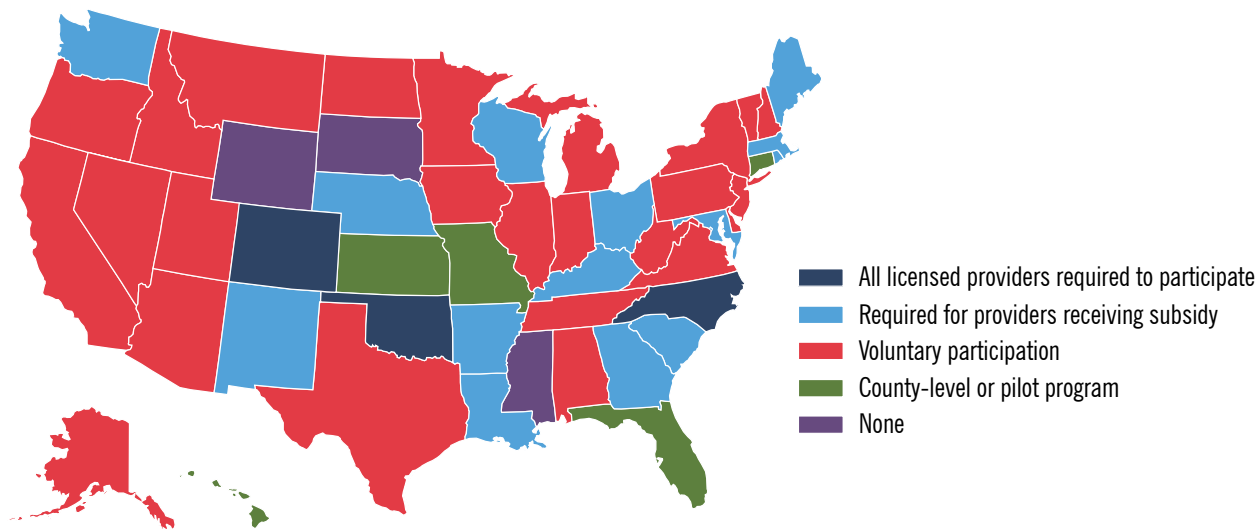 All licensed providers required to participate
Required for providers receiving subsidy
Voluntary participation
County-level or pilot program
None